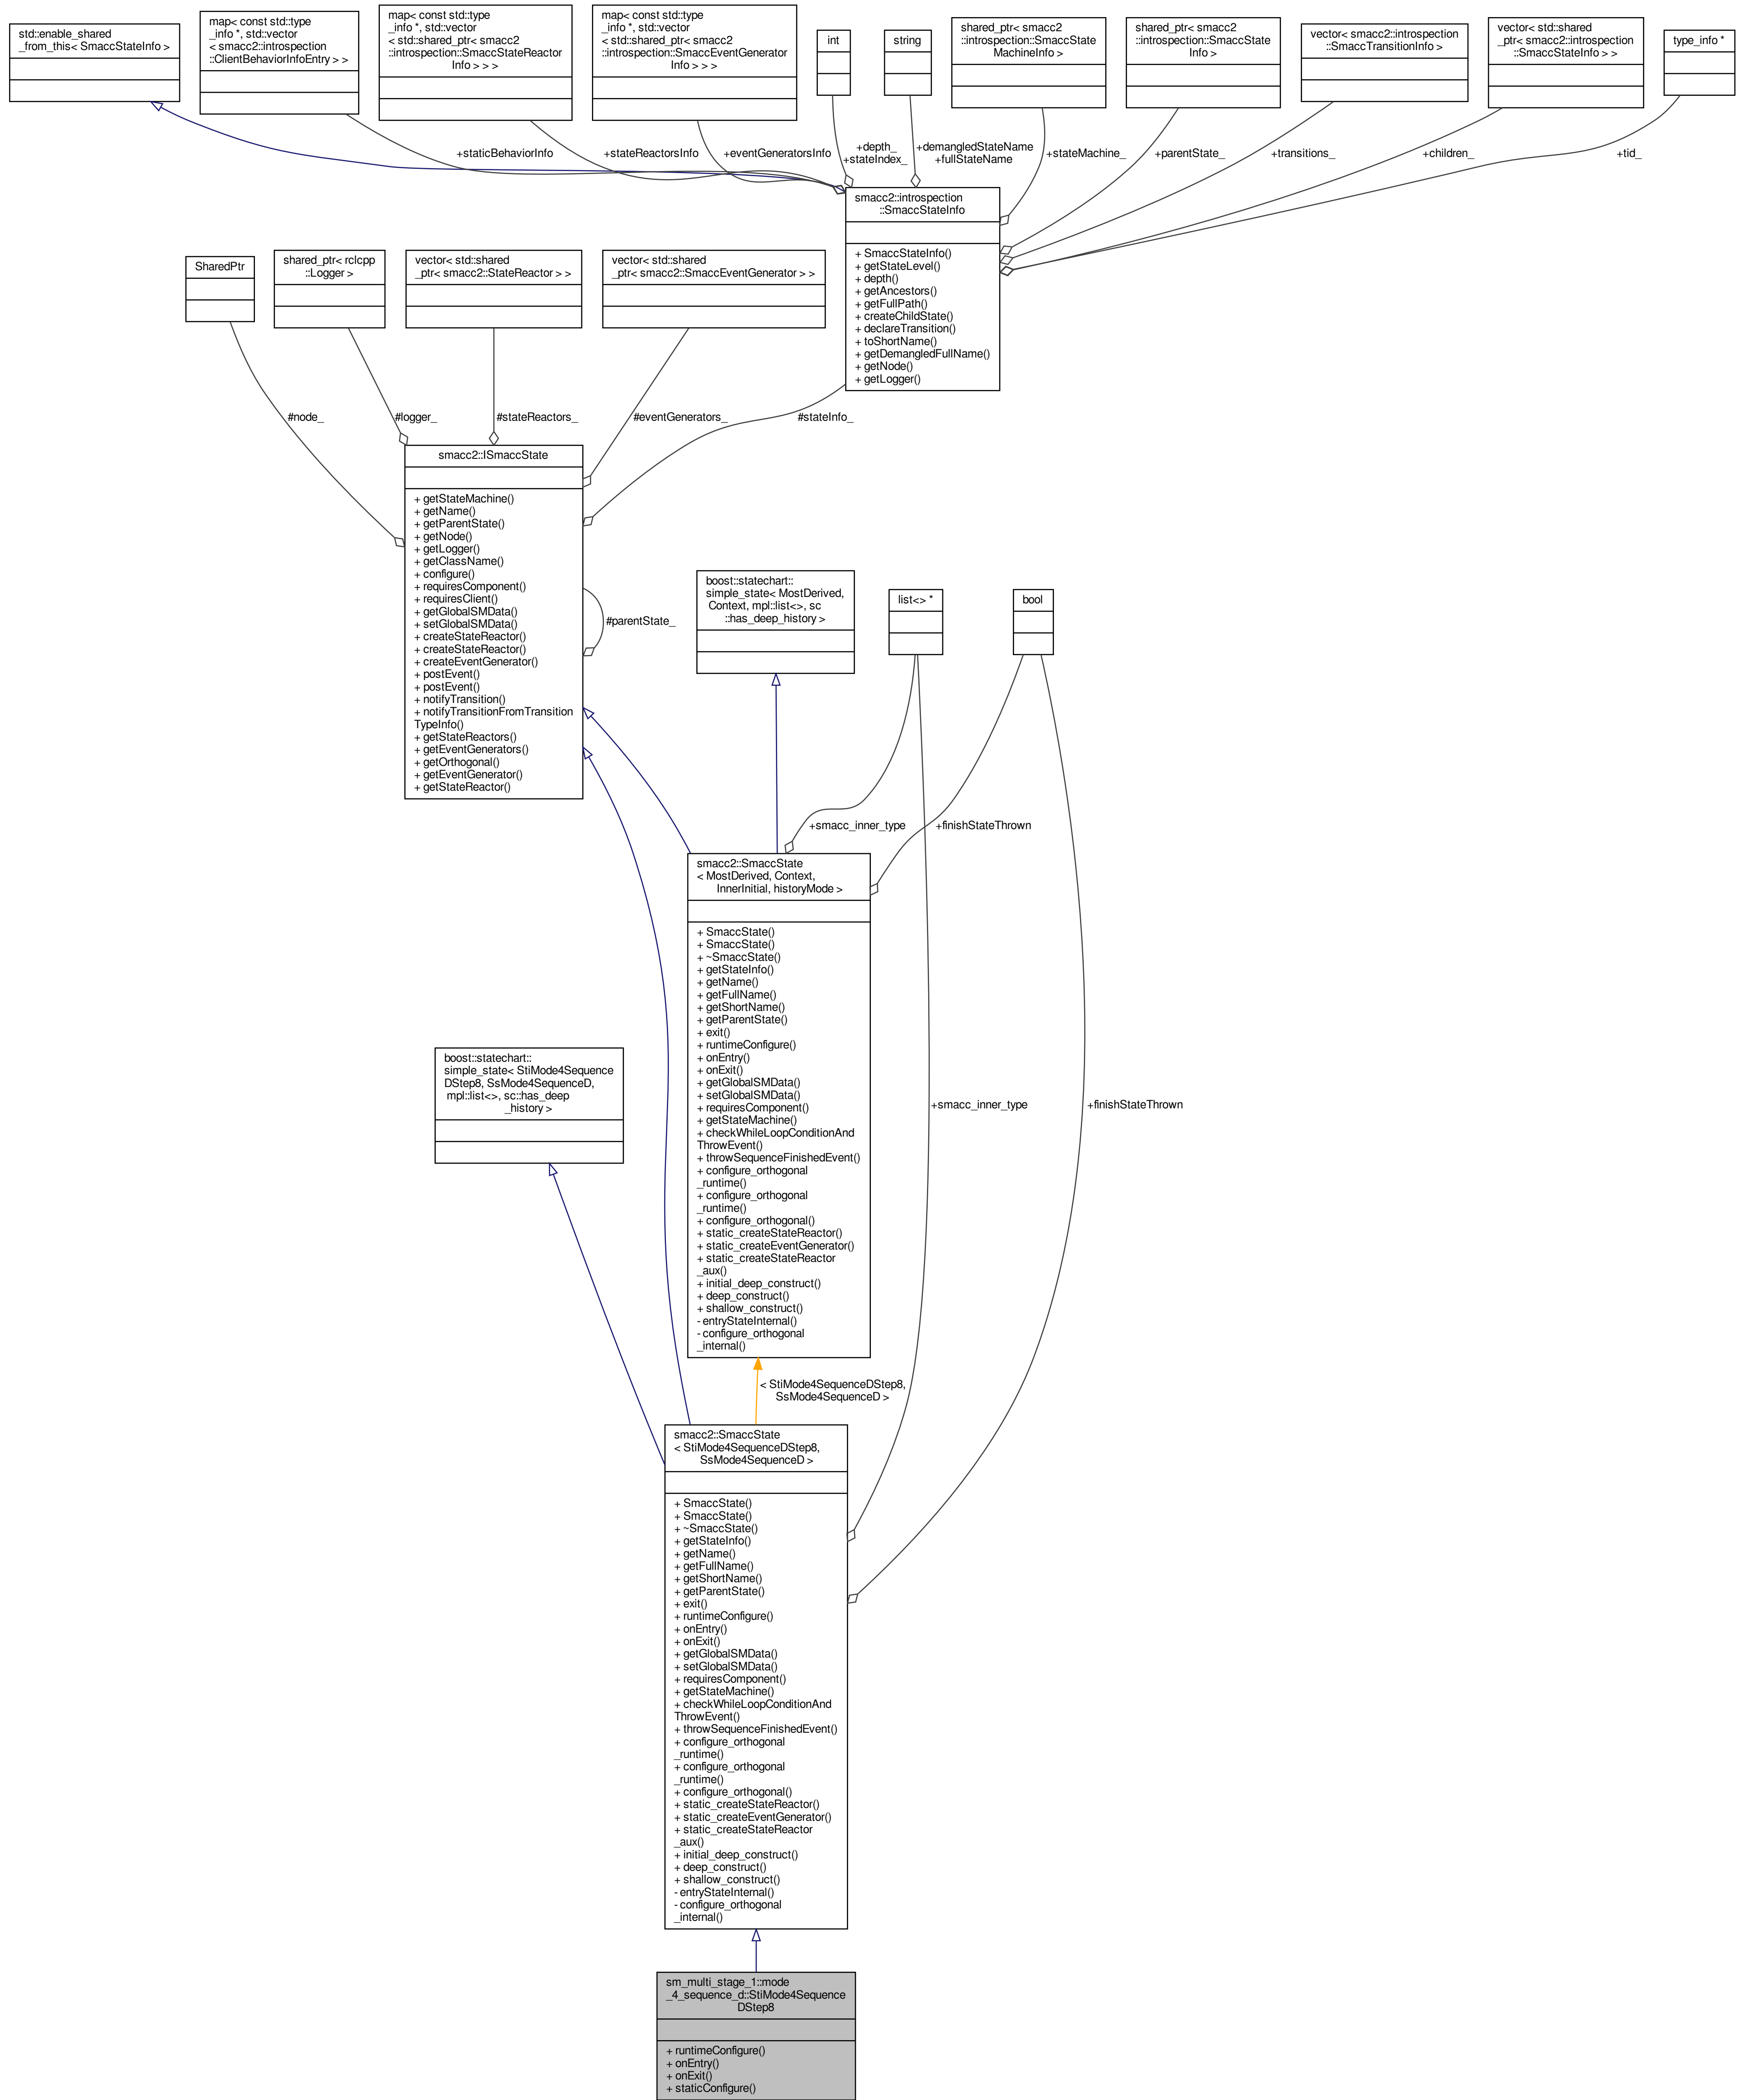 std::enable_shared
_from_this< SmaccStateInfo >
map< const std::type
_info *, std::vector
< smacc2::introspection
::ClientBehaviorInfoEntry > >
map< const std::type
_info *, std::vector
< std::shared_ptr< smacc2
::introspection::SmaccStateReactor
Info > > >
map< const std::type
_info *, std::vector
< std::shared_ptr< smacc2
::introspection::SmaccEventGenerator
Info > > >
int
string
shared_ptr< smacc2
::introspection::SmaccState
MachineInfo >
shared_ptr< smacc2
::introspection::SmaccState
Info >
vector< smacc2::introspection
::SmaccTransitionInfo >
vector< std::shared
_ptr< smacc2::introspection
::SmaccStateInfo > >
type_info *
+staticBehaviorInfo
+stateReactorsInfo
+eventGeneratorsInfo
+depth_
+stateIndex_
+demangledStateName
+fullStateName
+stateMachine_
+parentState_
+transitions_
+children_
+tid_
smacc2::introspection
::SmaccStateInfo
+ SmaccStateInfo()
+ getStateLevel()
+ depth()
+ getAncestors()
+ getFullPath()
+ createChildState()
+ declareTransition()
+ toShortName()
+ getDemangledFullName()
+ getNode()
+ getLogger()
SharedPtr
shared_ptr< rclcpp
::Logger >
vector< std::shared
_ptr< smacc2::StateReactor > >
vector< std::shared
_ptr< smacc2::SmaccEventGenerator > >
#node_
#logger_
#stateReactors_
#eventGenerators_
#stateInfo_
smacc2::ISmaccState
+ getStateMachine()
+ getName()
+ getParentState()
+ getNode()
+ getLogger()
+ getClassName()
+ configure()
+ requiresComponent()
+ requiresClient()
+ getGlobalSMData()
+ setGlobalSMData()
+ createStateReactor()
+ createStateReactor()
+ createEventGenerator()
+ postEvent()
+ postEvent()
+ notifyTransition()
+ notifyTransitionFromTransition
TypeInfo()
+ getStateReactors()
+ getEventGenerators()
+ getOrthogonal()
+ getEventGenerator()
+ getStateReactor()
#parentState_
boost::statechart::
simple_state< MostDerived,
Context, mpl::list<>, sc
::has_deep_history >
list<> *
bool
+smacc_inner_type
+finishStateThrown
smacc2::SmaccState
< MostDerived, Context,
InnerInitial, historyMode >
+ SmaccState()
+ SmaccState()
+ ~SmaccState()
+ getStateInfo()
+ getName()
+ getFullName()
+ getShortName()
+ getParentState()
+ exit()
+ runtimeConfigure()
+ onEntry()
+ onExit()
+ getGlobalSMData()
+ setGlobalSMData()
+ requiresComponent()
+ getStateMachine()
+ checkWhileLoopConditionAnd
ThrowEvent()
+ throwSequenceFinishedEvent()
+ configure_orthogonal
_runtime()
+ configure_orthogonal
_runtime()
+ configure_orthogonal()
+ static_createStateReactor()
+ static_createEventGenerator()
+ static_createStateReactor
_aux()
+ initial_deep_construct()
+ deep_construct()
+ shallow_construct()
- entryStateInternal()
- configure_orthogonal
_internal()
boost::statechart::
simple_state< StiMode4Sequence
DStep8, SsMode4SequenceD,
mpl::list<>, sc::has_deep
_history >
+smacc_inner_type
+finishStateThrown
< StiMode4SequenceDStep8,
SsMode4SequenceD >
smacc2::SmaccState
< StiMode4SequenceDStep8,
SsMode4SequenceD >
+ SmaccState()
+ SmaccState()
+ ~SmaccState()
+ getStateInfo()
+ getName()
+ getFullName()
+ getShortName()
+ getParentState()
+ exit()
+ runtimeConfigure()
+ onEntry()
+ onExit()
+ getGlobalSMData()
+ setGlobalSMData()
+ requiresComponent()
+ getStateMachine()
+ checkWhileLoopConditionAnd
ThrowEvent()
+ throwSequenceFinishedEvent()
+ configure_orthogonal
_runtime()
+ configure_orthogonal
_runtime()
+ configure_orthogonal()
+ static_createStateReactor()
+ static_createEventGenerator()
+ static_createStateReactor
_aux()
+ initial_deep_construct()
+ deep_construct()
+ shallow_construct()
- entryStateInternal()
- configure_orthogonal
_internal()
sm_multi_stage_1::mode
_4_sequence_d::StiMode4Sequence
DStep8
+ runtimeConfigure()
+ onEntry()
+ onExit()
+ staticConfigure()